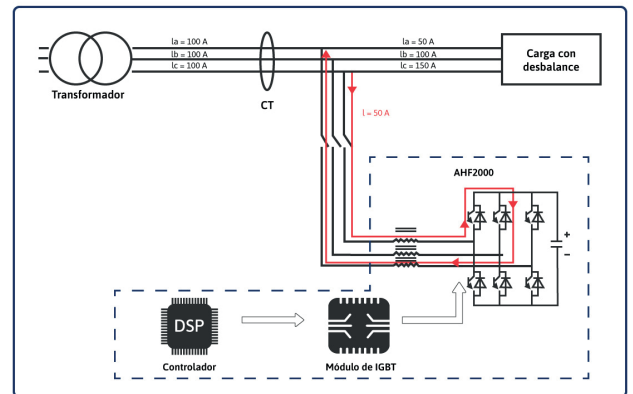 Ia = 100 A
Ib = 100 A
Ic = 100 A
Transformador
CT
Ia = 50 A
Ib = 100 A
Ic = 150 A
Carga con
desbalance
I = 50 A
AHF2000
+
–
DSP
Controlador
Módulo de IGBT